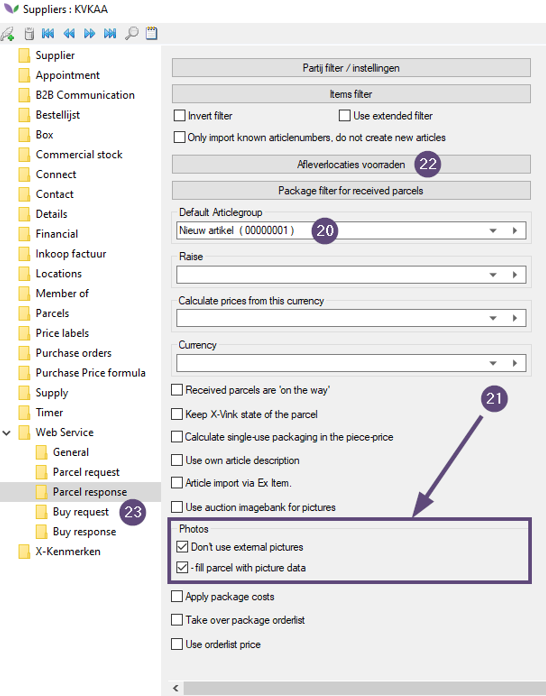 Suppliers : KVKAA
Supplier
Appointment
B2B Communication
Bestellijst
Box
Commercial stock
Connect
Contact
Details
Financial
Inkoop factuur
Locations
Member of
Parcels
Price labels
Purchase orders
Purchase Price formula
Supply
Timer
Web Service
General
Parcel request
Parcel response
Buy request 23
Buy response
X-Kenmerken
Partij filter / instellingen
Items filter
Invert filter Use extended filter
Only import known articlenumbers, do not create new articles
Afleverlocaties voorraden 22
Package filter for received parcels
Default Articlegroup
Nieuw artikel ( 00000001 ) 20
Raise
Calculate prices from this currency
Currency
Received parcels are 'on the way'
21
Keep X-Vink state of the parcel
Calculate single-use packaging in the piece-price
Use own article description
Article import via Ex Item.
Use auction imagebank for pictures
Photos
Don't use external pictures
- fill parcel with picture data
Apply package costs
Take over package orderlist
Use orderlist price